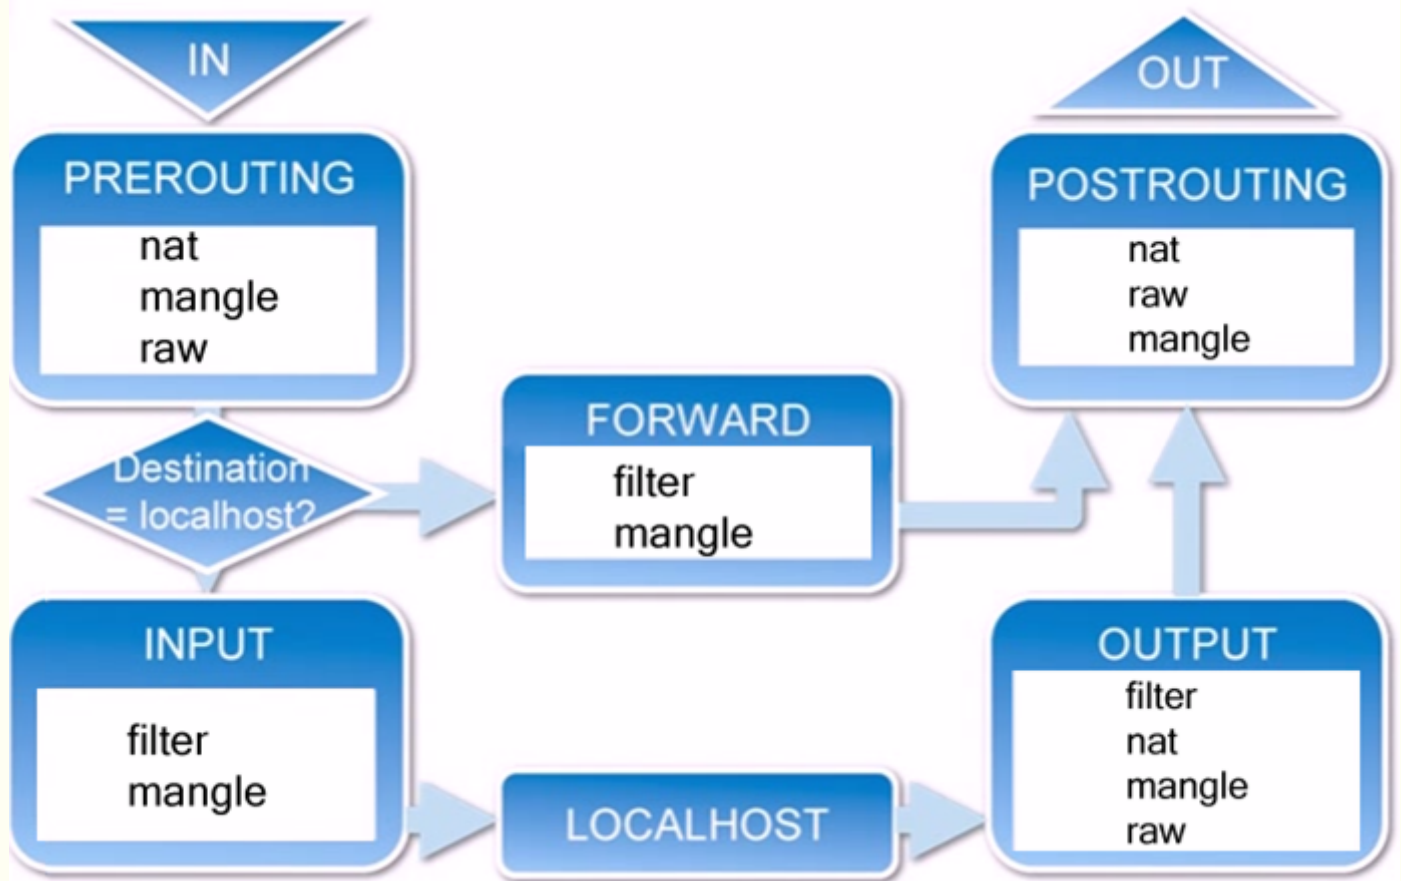 IN
PREROUTING
nat
mangle
raw
Destination
= localhost?
INPUT
filter
mangle
FORWARD
filter
mangle
LOCALHOST
OUT
POSTROUTING
nat
raw
mangle
OUTPUT
filter
nat
mangle
raw